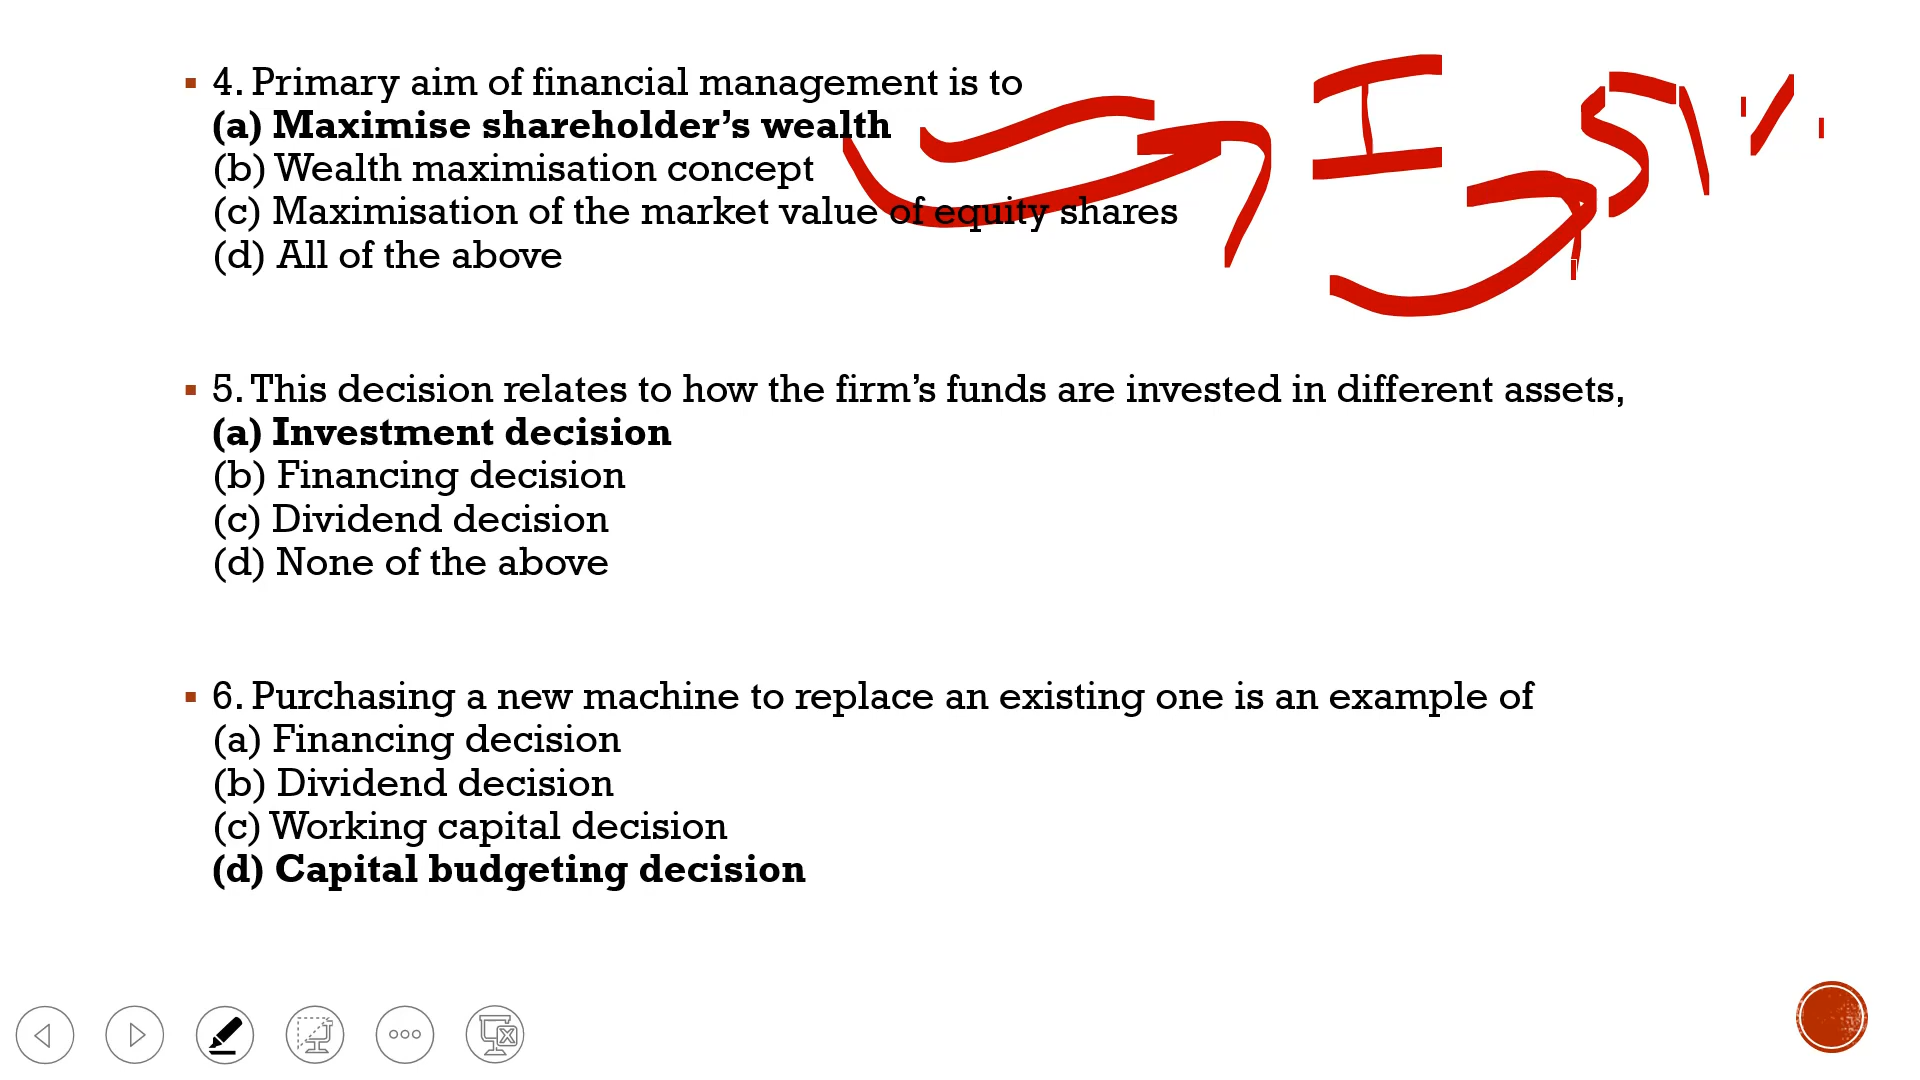 4. Primary aim of financial management is to
(a) Maximise shareholder’s wealth
(b) Wealth maximisation concept
(c) Maximisation of the market value of equity shares
(d) All of the above
I
51%
5. This decision relates to how the firm’s funds are invested in different assets,
(a) Investment decision
(b) Financing decision
(c) Dividend decision
(d) None of the above
6. Purchasing a new machine to replace an existing one is an example of
(a) Financing decision
(b) Dividend decision
(c) Working capital decision
(d) Capital budgeting decision